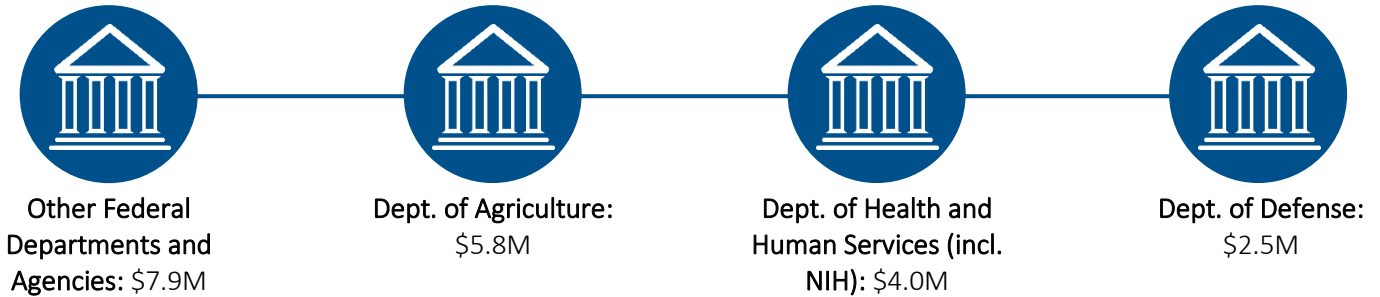 Other Federal
Departments and
Agencies: $7.9M
Dept. of Agriculture:
$5.8M
Dept. of Health and
Human Services (incl.
NIH): $4.0M
Dept. of Defense:
$2.5M